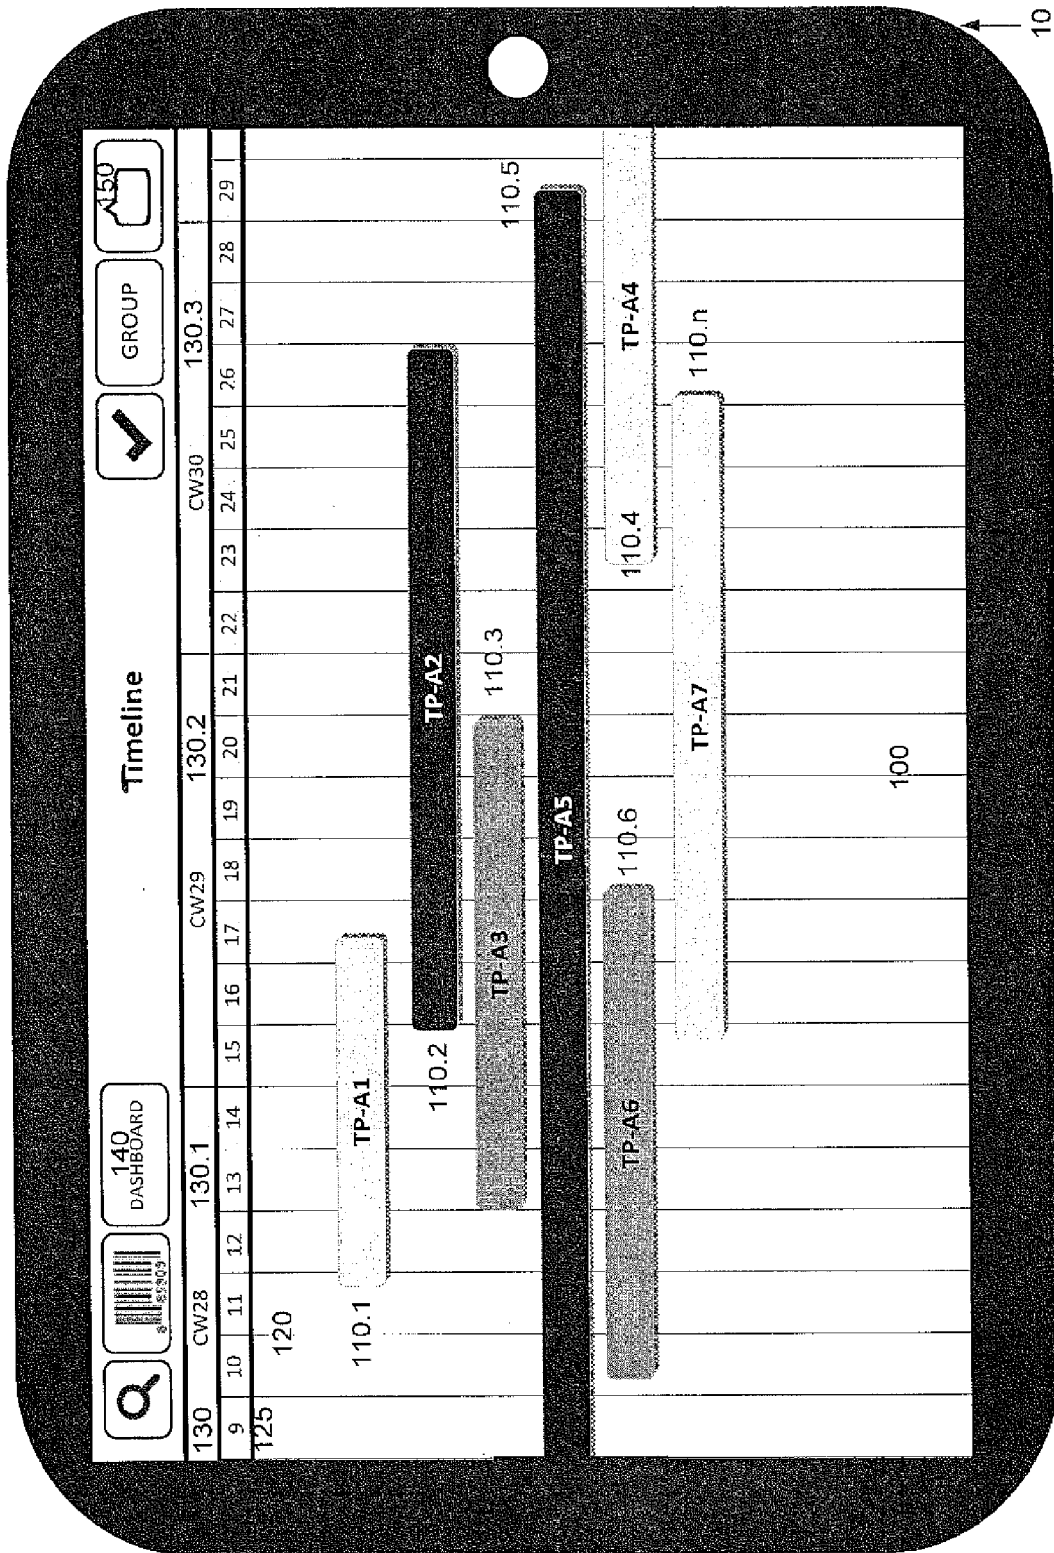 10
8 85909
140
DASHBOARD
Timeline
GROUP
150
130 CW28 130.1 CW29 130.2 CW30 130.3
9 10 11 12 13 14 15 16 17 18 19 20 21 22 23 24 25 26 27 28 29
125
120
110.1 TP-A1
110.2 TP-A2
TP-A3 110.3
110.5
TP-A5
TP-A6 110.6 110.4 TP-A4
TP-A7 110.n
100